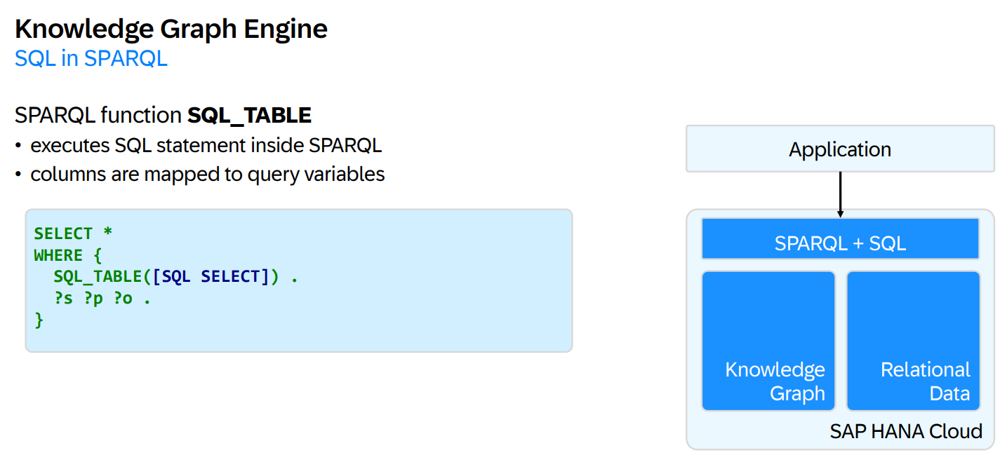 Knowledge Graph Engine
SQL in SPARQL
SPARQL function SQL_TABLE
• executes SQL statement inside SPARQL
• columns are mapped to query variables
SELECT *
WHERE {
  SQL_TABLE([SQL SELECT]) .
  ?s ?p ?o .
}
Application
SPARQL + SQL
Knowledge
Graph
Relational
Data
SAP HANA Cloud